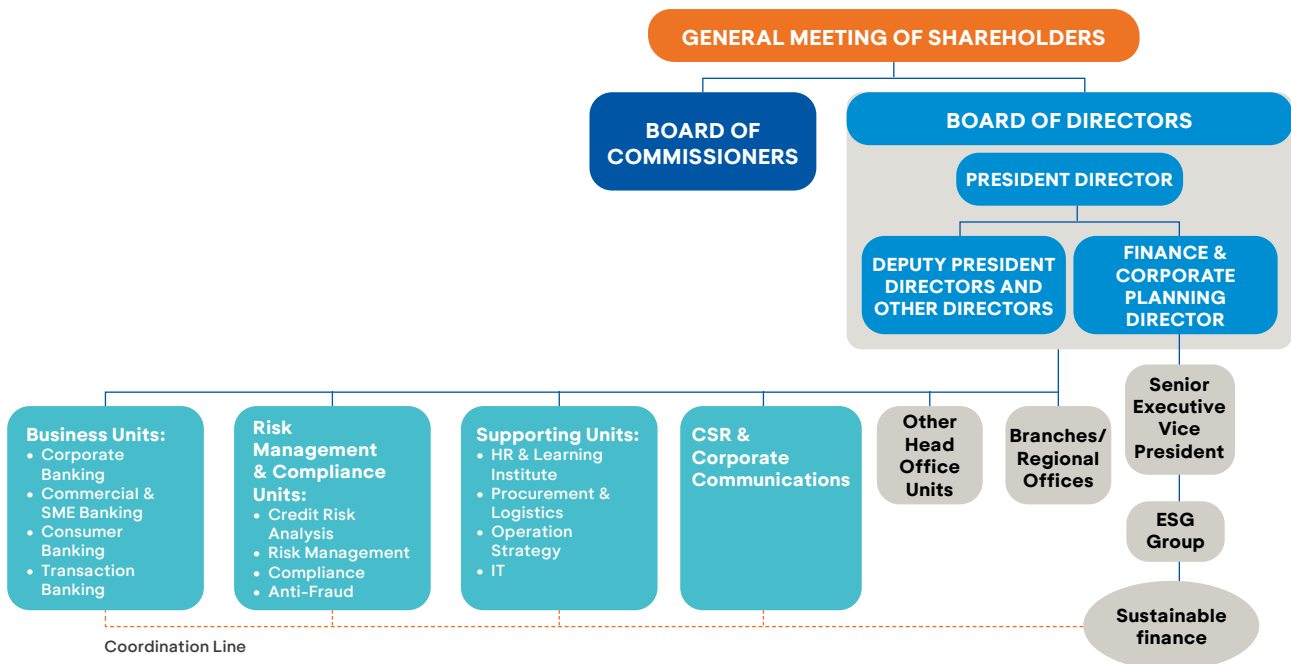 GENERAL MEETING OF SHAREHOLDERS
BOARD OF
COMMISSIONERS
BOARD OF DIRECTORS
PRESIDENT DIRECTOR
DEPUTY PRESIDENT
DIRECTORS AND
OTHER DIRECTORS
FINANCE &
CORPORATE
PLANNING
DIRECTOR
Business Units:
• Corporate
Banking
• Commercial &
SME Banking
• Consumer
Banking
• Transaction
Banking
Risk
Management
& Compliance
Units:
• Credit Risk
Analysis
• Risk Management
• Compliance
• Anti-Fraud
Supporting Units:
• HR & Learning
Institute
• Procurement &
Logistics
• Operation
Strategy
• IT
CSR &
Corporate
Communications
Other
Head
Office
Units
Branches/
Regional
Offices
Senior
Executive
Vice
President
ESG
Group
Sustainable
finance
Coordination Line